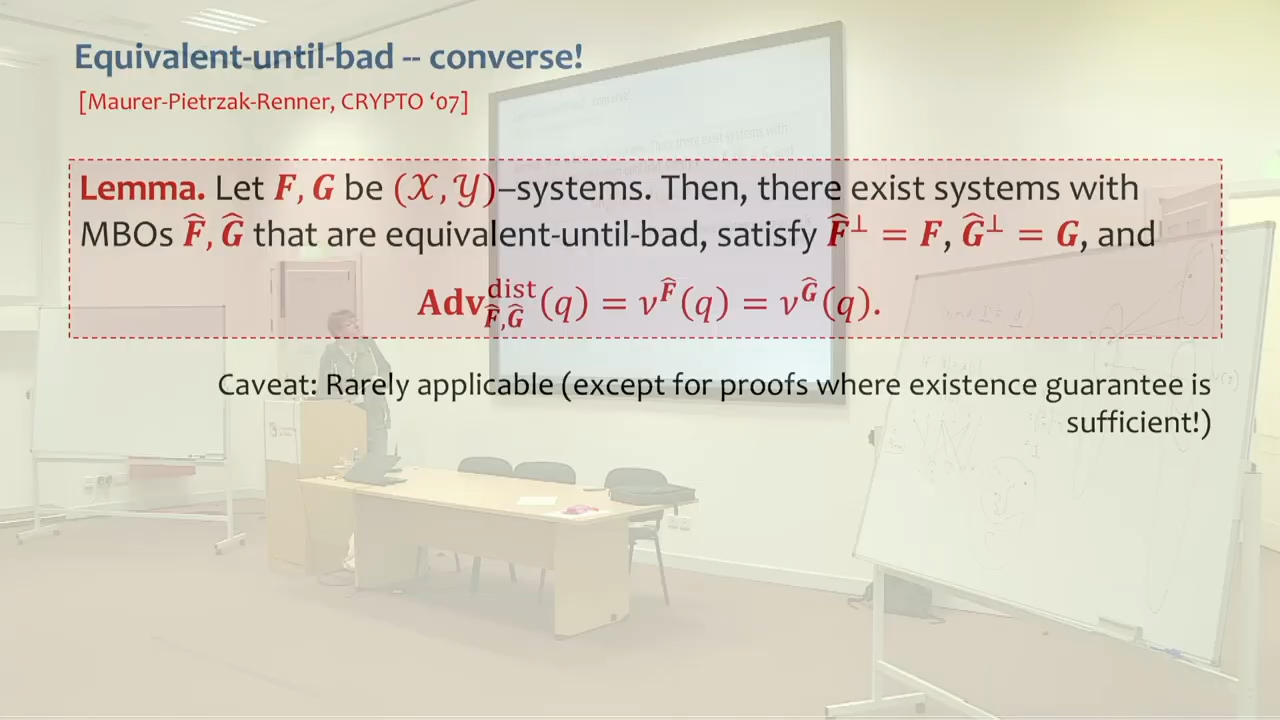 Equivalent-until-bad -- converse!
[Maurer-Pietrzak-Renner, CRYPTO ‘07]
Lemma. Let F, G be (𝒳, 𝒴)–systems. Then, there exist systems with
MBOs F̂, Ĝ that are equivalent-until-bad, satisfy F̂^⊥ = F, Ĝ^⊥ = G, and
Adv^dist_F̂,Ĝ(q) = ν^F̂(q) = ν^Ĝ(q).
Caveat: Rarely applicable (except for proofs where existence guarantee is
sufficient!)